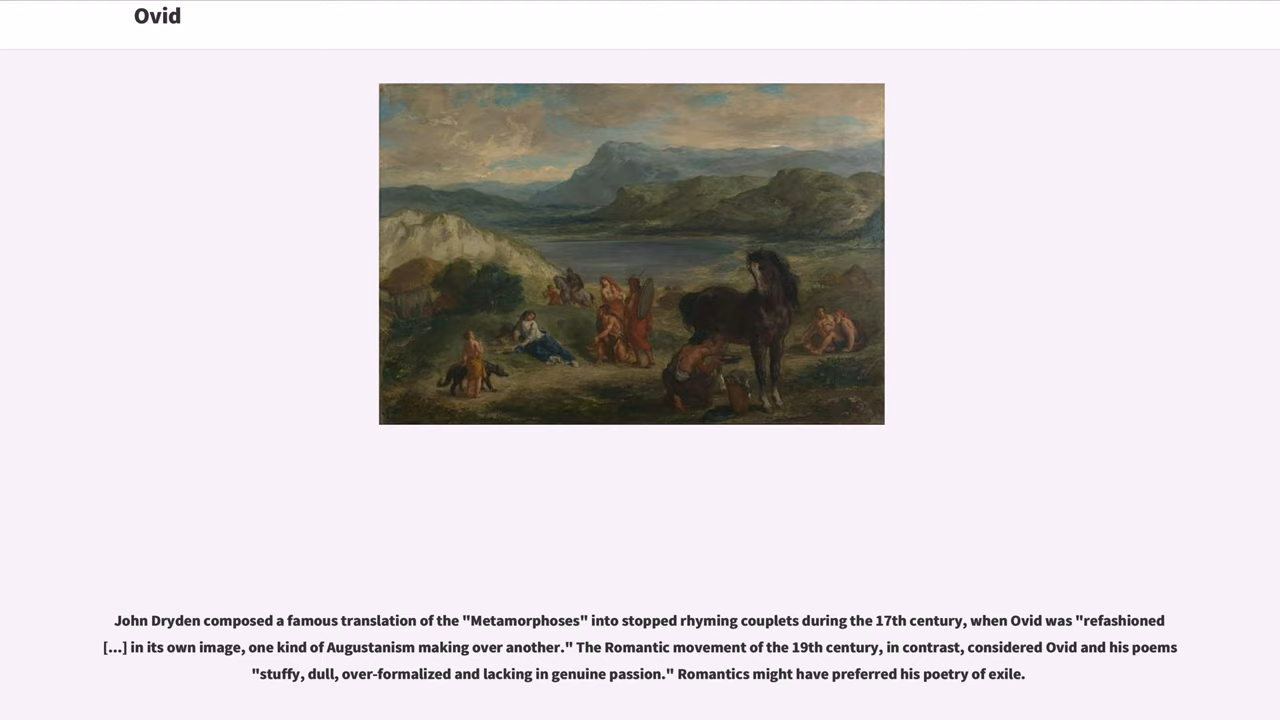 Ovid
John Dryden composed a famous translation of the "Metamorphoses" into stopped rhyming couplets during the 17th century, when Ovid was "refashioned
[...] in its own image, one kind of Augustanism making over another." The Romantic movement of the 19th century, in contrast, considered Ovid and his poems
"stuffy, dull, over-formalized and lacking in genuine passion." Romantics might have preferred his poetry of exile.